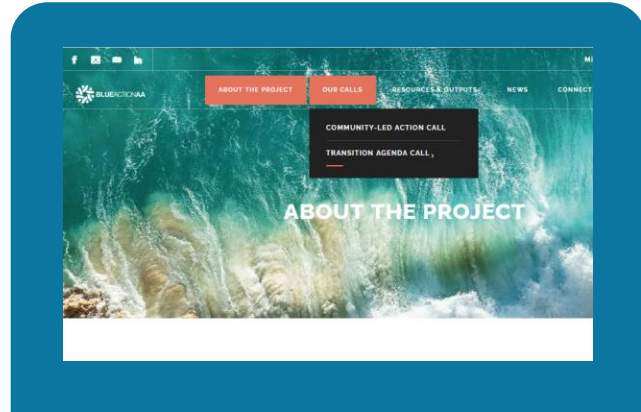 Mi
BLUEACTIONAA
ABOUT THE PROJECT
OUR CALLS
RESOURCES & OUTPUTS
NEWS
CONNECT
COMMUNITY-LED ACTION CALL
TRANSITION AGENDA CALL
ABOUT THE PROJECT